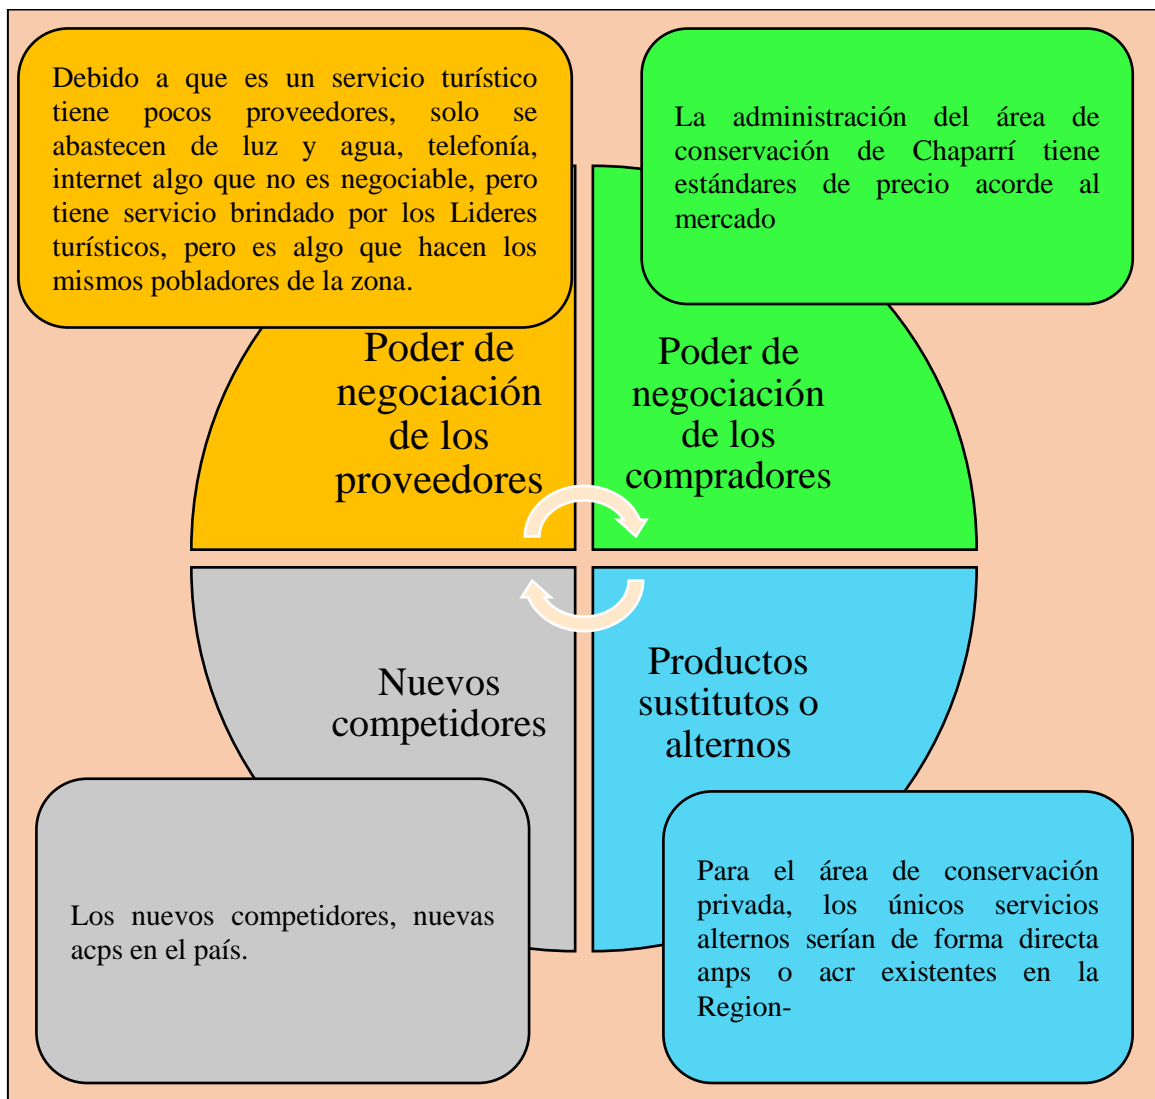 Debido a que es un servicio turístico
tiene pocos proveedores, solo se
abastecen de luz y agua, telefonía,
internet algo que no es negociable, pero
tiene servicio brindado por los Lideres
turísticos, pero es algo que hacen los
mismos pobladores de la zona.
La administración del área de
conservación de Chaparrí tiene
estándares de precio acorde al
mercado
Poder de
negociación
de los
proveedores
Poder de
negociación
de los
compradores
Nuevos
competidores
Productos
sustitutos o
alternos
Los nuevos competidores, nuevas
acps en el país.
Para el área de conservación
privada, los únicos servicios
alternos serían de forma directa
anps o acr existentes en la
Region-